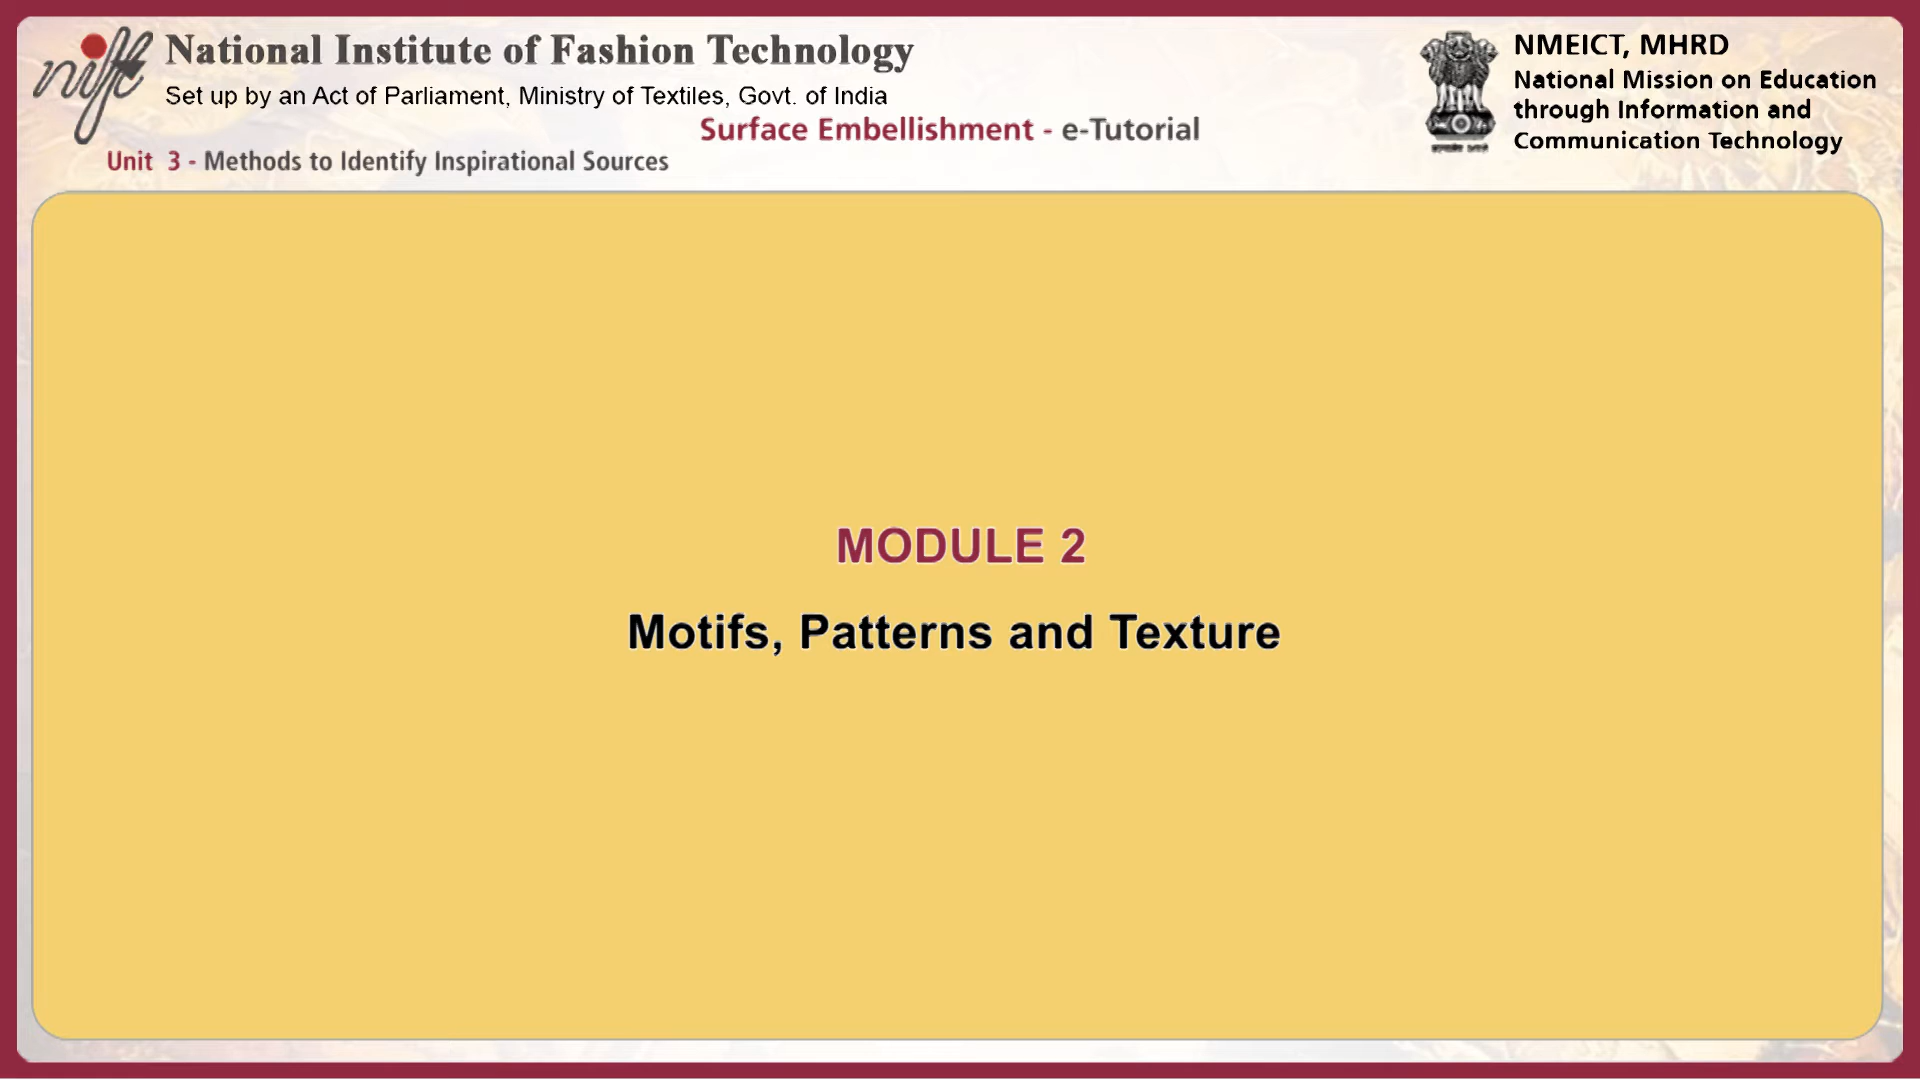 nift
National Institute of Fashion Technology
Set up by an Act of Parliament, Ministry of Textiles, Govt. of India
Surface Embellishment - e-Tutorial
Unit 3 - Methods to Identify Inspirational Sources
NMEICT, MHRD
National Mission on Education
through Information and
Communication Technology
MODULE 2
Motifs, Patterns and Texture